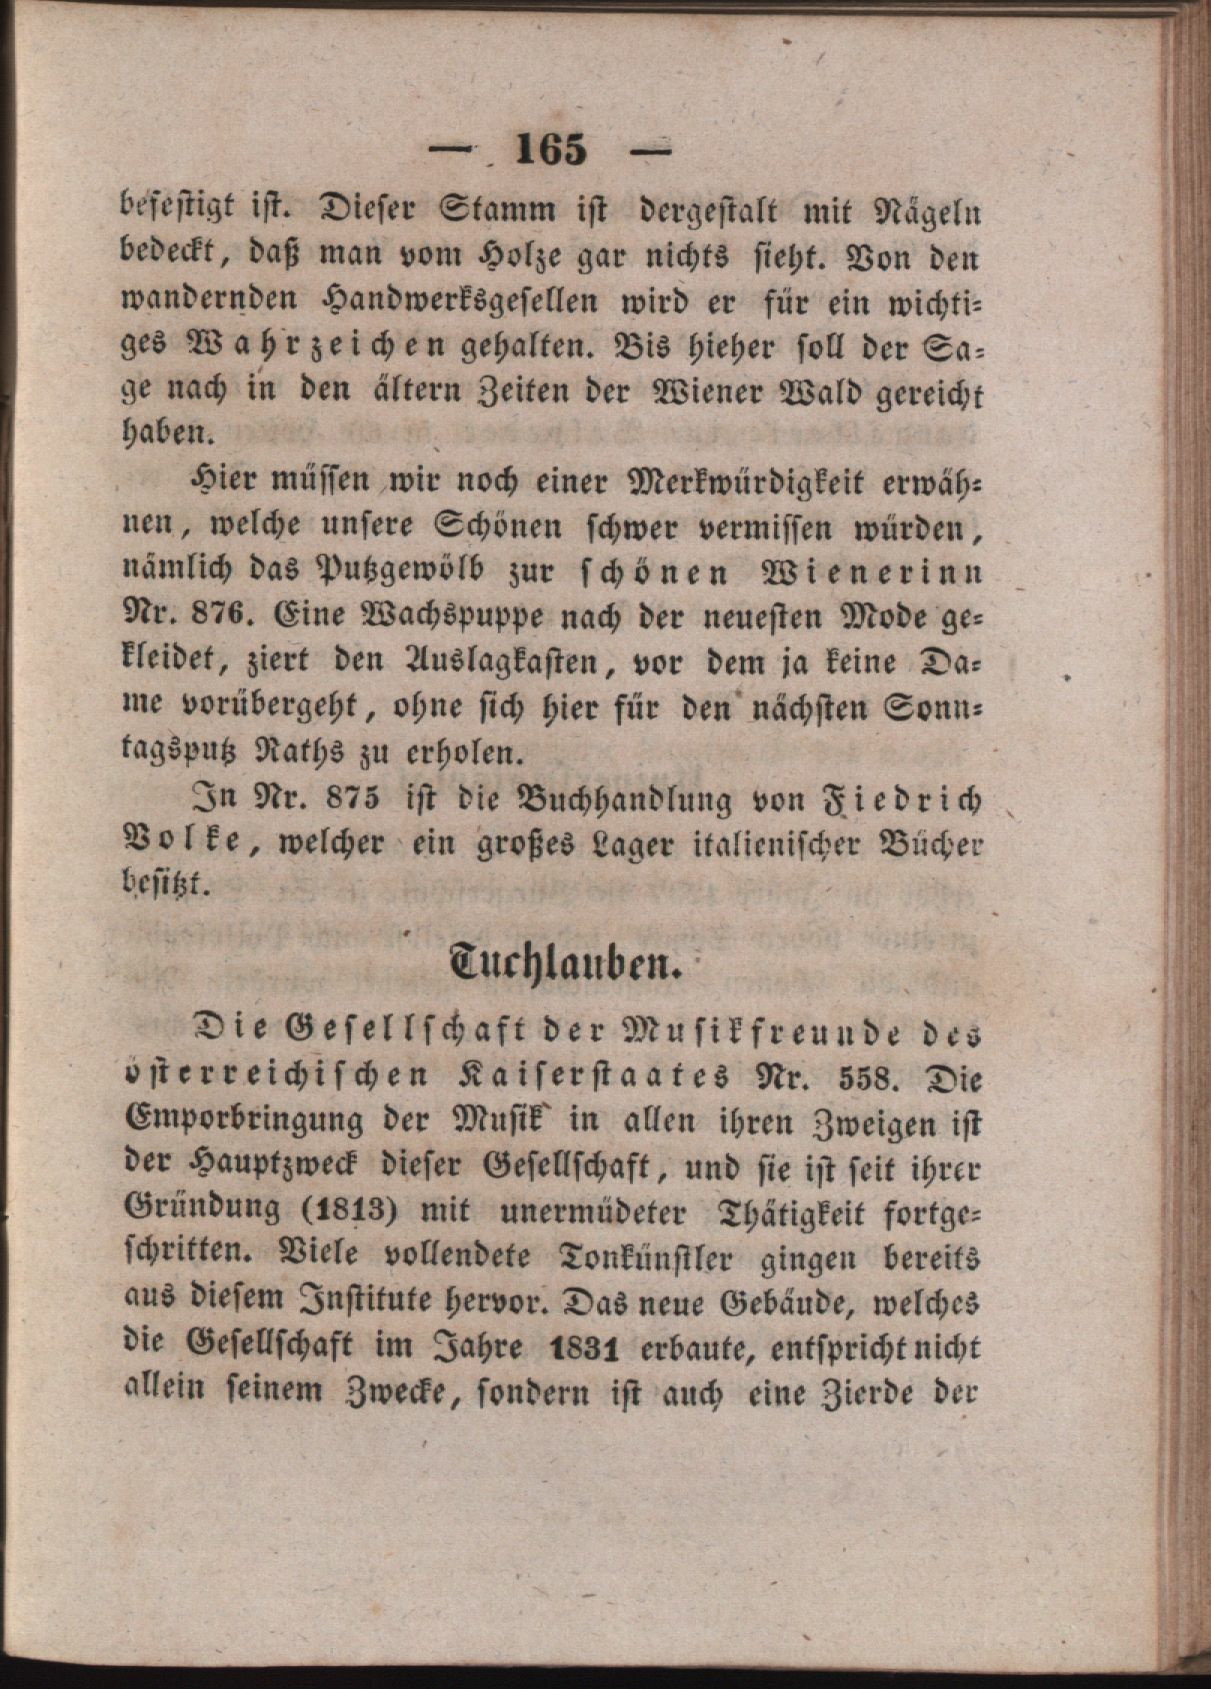 — 165 —
befestigt ist. Dieser Stamm ist dergestalt mit Nägeln
bedeckt, daß man vom Holze gar nichts sieht. Von den
wandernden Handwerksgesellen wird er für ein wichti-
ges Wahrzeichen gehalten. Bis hieher soll der Sa-
ge nach in den ältern Zeiten der Wiener Wald gereicht
haben.
Hier müssen wir noch einer Merkwürdigkeit erwäh-
nen, welche unsere Schönen schwer vermissen würden,
nämlich das Putzgewölb zur schönen Wienerinn
Nr. 876. Eine Wachspuppe nach der neuesten Mode ge-
kleidet, ziert den Auslagkasten, vor dem ja keine Da-
me vorübergeht, ohne sich hier für den nächsten Sonn-
tagsputz Raths zu erholen.
In Nr. 875 ist die Buchhandlung von Fiedrich
Volke, welcher ein großes Lager italienischer Bücher
besitzt.
Tuchlauben.
Die Gesellschaft der Musikfreunde des
österreichischen Kaiserstaates Nr. 558. Die
Emporbringung der Musik in allen ihren Zweigen ist
der Hauptzweck dieser Gesellschaft, und sie ist seit ihrer
Gründung (1813) mit unermüdeter Thätigkeit fortge-
schritten. Viele vollendete Tonkünstler gingen bereits
aus diesem Institute hervor. Das neue Gebäude, welches
die Gesellschaft im Jahre 1831 erbaute, entspricht nicht
allein seinem Zwecke, sondern ist auch eine Zierde der